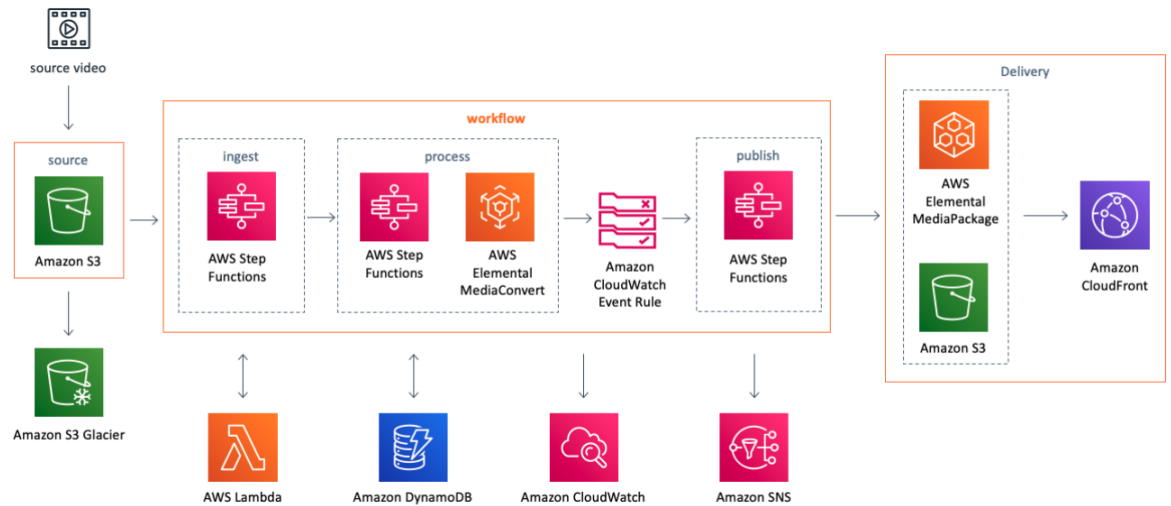 source video
source
Amazon S3
Amazon S3 Glacier
workflow
ingest
AWS Step
Functions
process
AWS Step
Functions
AWS
Elemental
MediaConvert
Amazon
CloudWatch
Event Rule
publish
AWS Step
Functions
AWS Lambda
Amazon DynamoDB
Amazon CloudWatch
Amazon SNS
Delivery
AWS
Elemental
MediaPackage
Amazon S3
Amazon
CloudFront